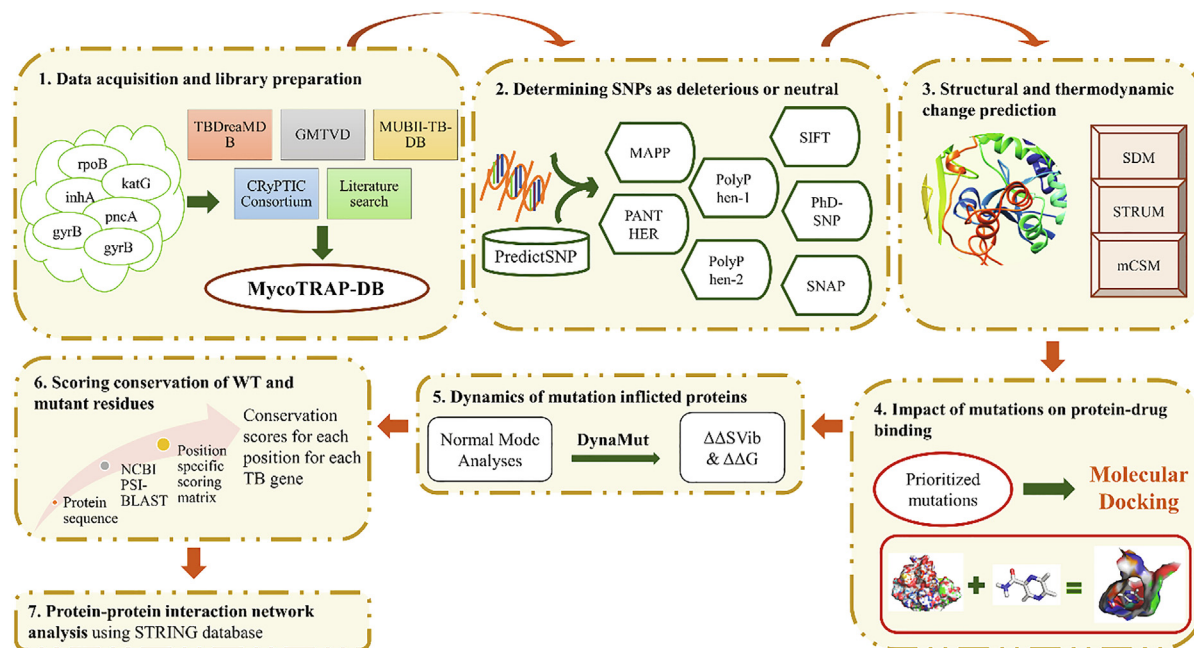 1. Data acquisition and library preparation
rpoB
katG
inhA
pncA
gyrB
gyrB
TBDreaMD
B
GMTVD
MUBII-TB-
DB
CRyPTIC
Consortium
Literature
search
MycoTRAP-DB
2. Determining SNPs as deleterious or neutral
PredictSNP
MAPP
PANT
HER
PolyP
hen-1
PolyP
hen-2
SIFT
PhD-
SNP
SNAP
3. Structural and thermodynamic
change prediction
SDM
STRUM
mCSM
4. Impact of mutations on protein-drug
binding
Prioritized
mutations
Molecular
Docking
+
=
5. Dynamics of mutation inflicted proteins
Normal Mode
Analyses
DynaMut
ΔΔSVib
& ΔΔG
6. Scoring conservation of WT and
mutant residues
Protein
sequence
NCBI
PSI-
BLAST
Position
specific
scoring
matrix
Conservation
scores for each
position for each
TB gene
7. Protein-protein interaction network
analysis using STRING database